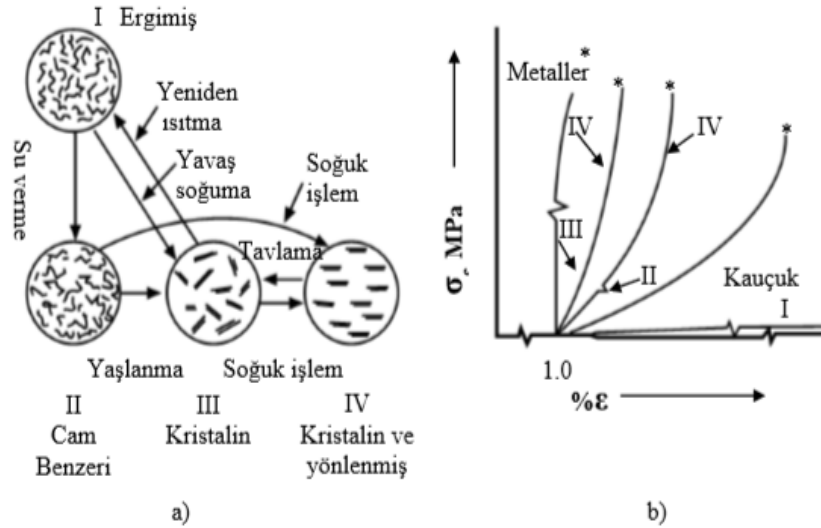 I Ergimiş
Yeniden
ısıtma
Yavaş
soğuma
Su verme
Soğuk
işlem
Tavlama
Yaşlanma
Soğuk işlem
II
Cam
Benzeri
III
Kristalin
IV
Kristalin ve
yönlenmiş
a)
σ MPa
Metaller
*
*
*
*
IV
IV
III
II
Kauçuk
I
1.0
%ε
b)